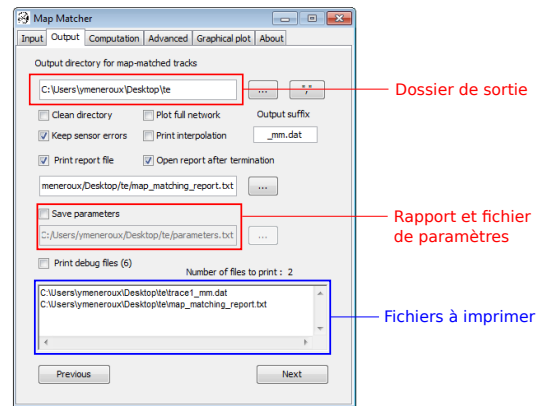 Map Matcher
Input Output Computation Advanced Graphical plot About
Output directory for map-matched tracks
C:\Users\ymeneroux\Desktop\te ... ","
Dossier de sortie
Clean directory Plot full network Output suffix
Keep sensor errors Print interpolation _mm.dat
Print report file Open report after termination
meneroux/Desktop/te/map_matching_report.txt ...
Save parameters
Rapport et fichier
de paramètres
C:/Users/ymeneroux/Desktop/te/parameters.txt ...
Print debug files (6)
Number of files to print : 2
C:\Users\ymeneroux\Desktop\te\trace1_mm.dat
C:\Users\ymeneroux\Desktop\te\map_matching_report.txt
Fichiers à imprimer
Previous Next